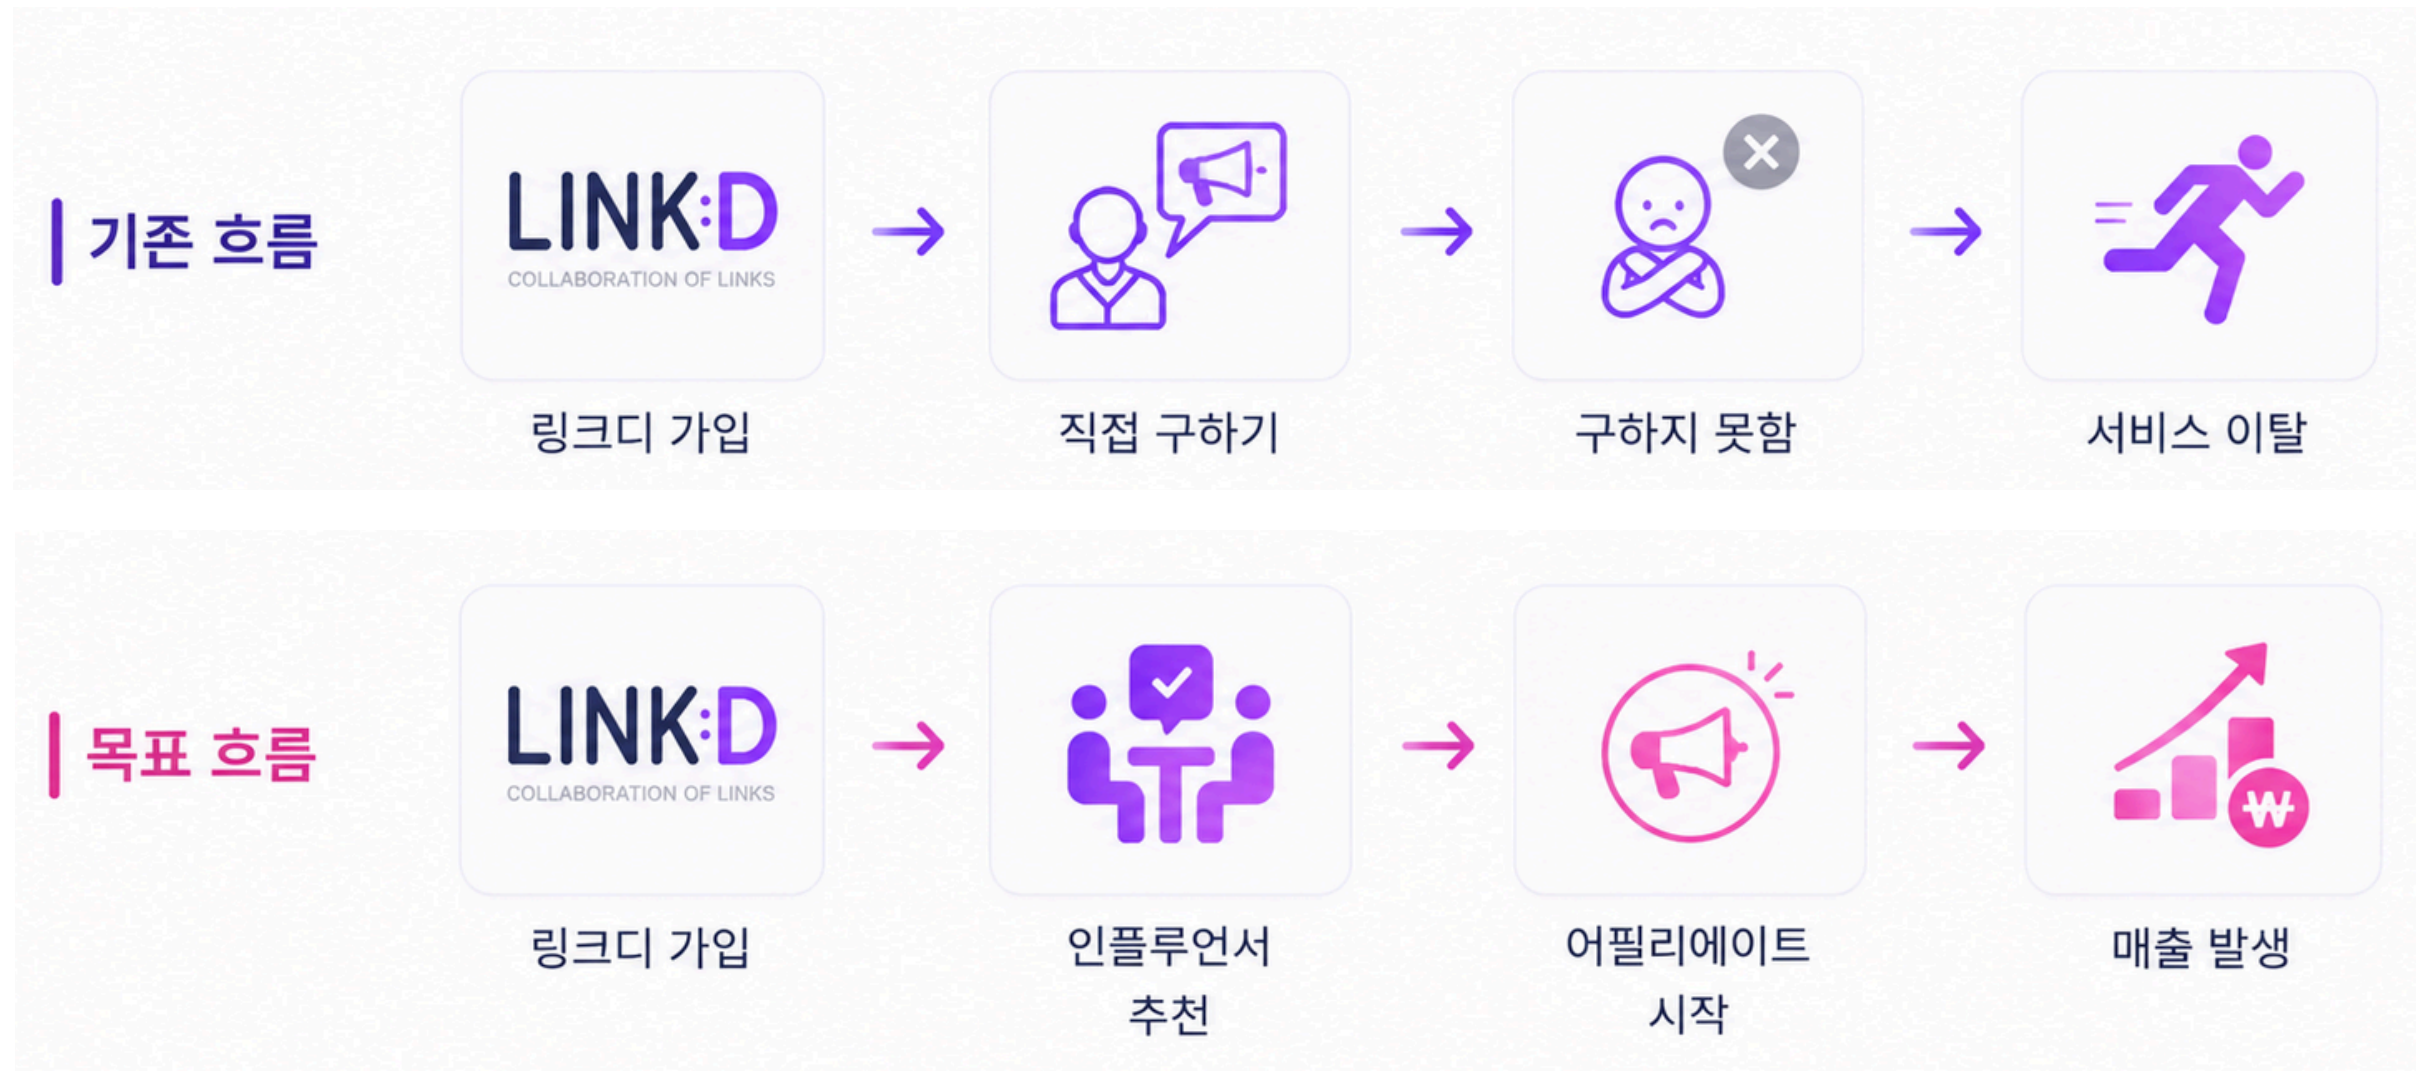 기존 흐름
LINK:D
COLLABORATION OF LINKS
링크디 가입
직접 구하기
구하지 못함
서비스 이탈
목표 흐름
LINK:D
COLLABORATION OF LINKS
링크디 가입
인플루언서
추천
어필리에이트
시작
₩
매출 발생